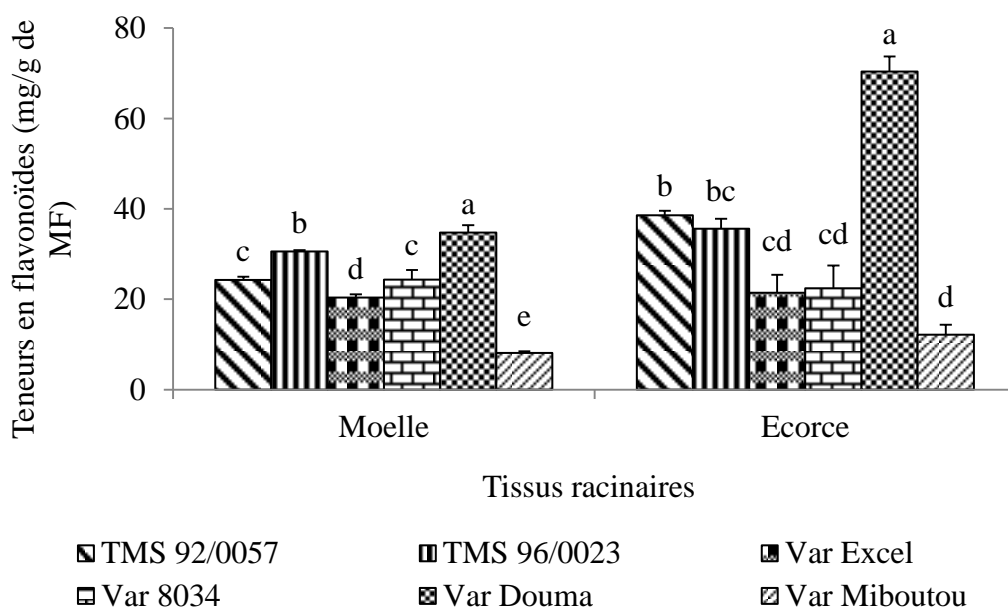 Teneurs en flavonoïdes (mg/g de
MF)
80
60
40
20
0
c
b
d
c
a
e
b
bc
cd
cd
a
d
Moelle
Ecorce
Tissus racinaires
TMS 92/0057
TMS 96/0023
Var Excel
Var 8034
Var Douma
Var Miboutou